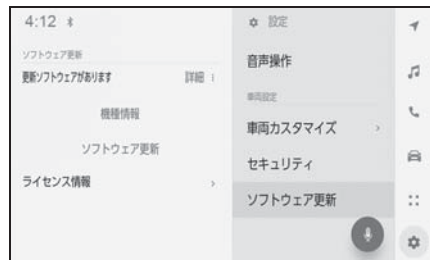 4:12
ソフトウェア更新
更新ソフトウェアがあります 詳細
機種情報
ソフトウェア更新
ライセンス情報
設定
音声操作
車両設定
車両カスタマイズ
セキュリティ
ソフトウェア更新